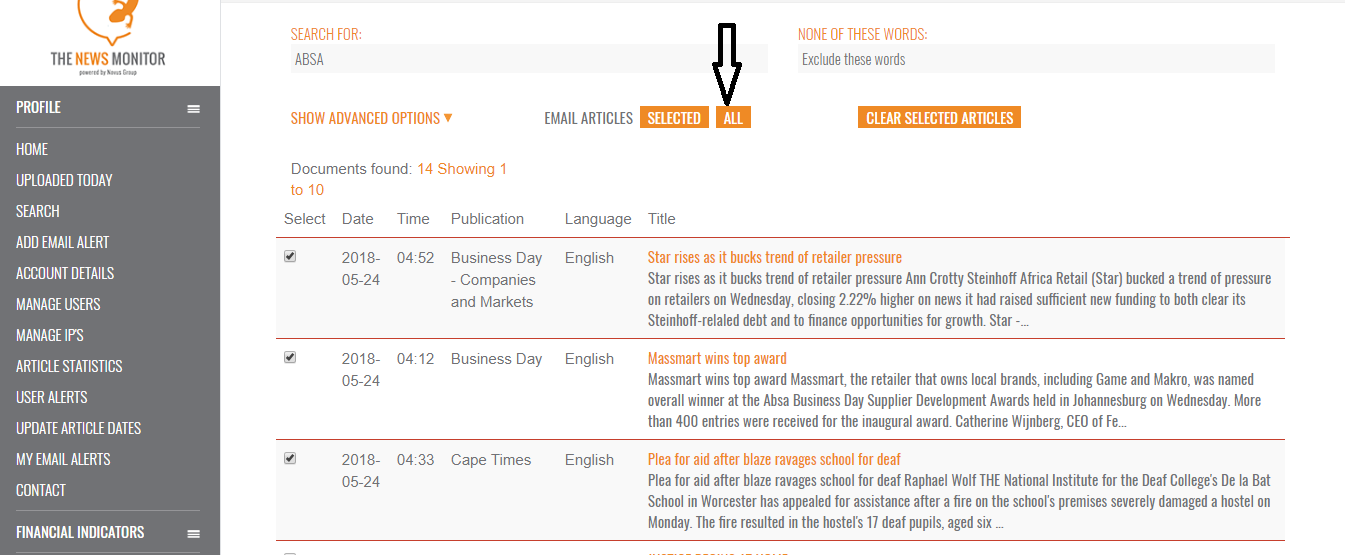 THE NEWS MONITOR
powered by Novus Group
PROFILE
HOME
UPLOADED TODAY
SEARCH
ADD EMAIL ALERT
ACCOUNT DETAILS
MANAGE USERS
MANAGE IP'S
ARTICLE STATISTICS
USER ALERTS
UPDATE ARTICLE DATES
MY EMAIL ALERTS
CONTACT
FINANCIAL INDICATORS
SEARCH FOR:
ABSA
NONE OF THESE WORDS:
Exclude these words
SHOW ADVANCED OPTIONS ▼
EMAIL ARTICLES SELECTED ALL
CLEAR SELECTED ARTICLES
Documents found: 14 Showing 1
to 10
Select Date Time Publication Language Title
2018-
05-24
04:52
Business Day
- Companies
and Markets
English
Star rises as it bucks trend of retailer pressure
Star rises as it bucks trend of retailer pressure Ann Crotty Steinhoff Africa Retail (Star) bucked a trend of pressure
on retailers on Wednesday, closing 2.22% higher on news it had raised sufficient new funding to both clear its
Steinhoff-relaled debt and to finance opportunities for growth. Star -...
2018-
05-24
04:12
Business Day
English
Massmart wins top award
Massmart wins top award Massmart, the retailer that owns local brands, including Game and Makro, was named
overall winner at the Absa Business Day Supplier Development Awards held in Johannesburg on Wednesday. More
than 400 entries were received for the inaugural award. Catherine Wijnberg, CEO of Fe...
2018-
05-24
04:33
Cape Times
English
Plea for aid after blaze ravages school for deaf
Plea for aid after blaze ravages school for deaf Raphael Wolf THE National Institute for the Deaf College's De la Bat
School in Worcester has appealed for assistance after a fire on the school's premises severely damaged a hostel on
Monday. The fire resulted in the hostel's 17 deaf pupils, aged six ...